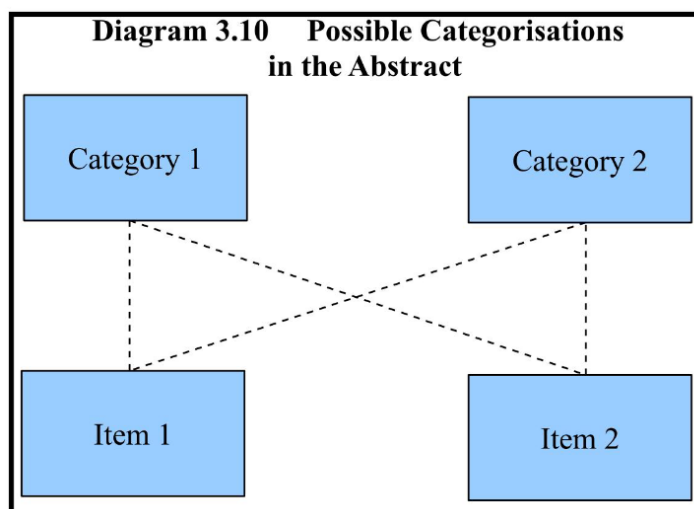 Diagram 3.10 Possible Categorisations
in the Abstract
Category 1
Category 2
Item 1
Item 2